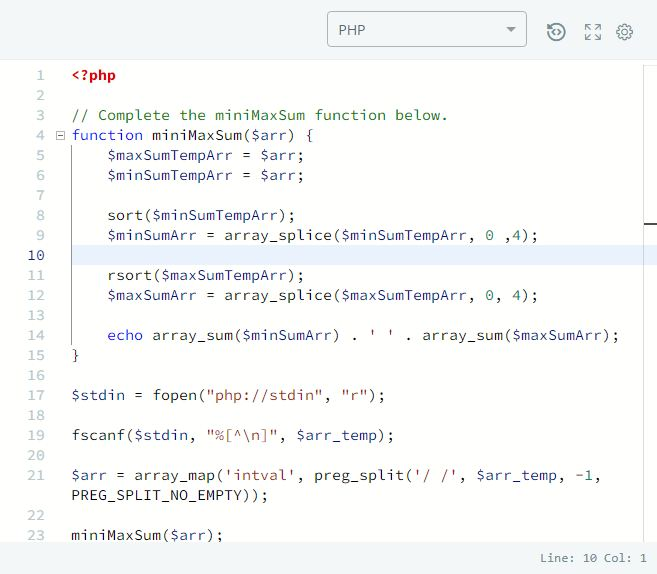 PHP
1 <?php
2
3 // Complete the miniMaxSum function below.
4 function miniMaxSum($arr) {
5 $maxSumTempArr = $arr;
6 $minSumTempArr = $arr;
7
8 sort($minSumTempArr);
9 $minSumArr = array_splice($minSumTempArr, 0 ,4);
10
11 rsort($maxSumTempArr);
12 $maxSumArr = array_splice($maxSumTempArr, 0, 4);
13
14 echo array_sum($minSumArr) . ' ' . array_sum($maxSumArr);
15 }
16
17 $stdin = fopen("php://stdin", "r");
18
19 fscanf($stdin, "%[^\n]", $arr_temp);
20
21 $arr = array_map('intval', preg_split('/ /', $arr_temp, -1,
PREG_SPLIT_NO_EMPTY));
22
23 miniMaxSum($arr);
Line: 10 Col: 1